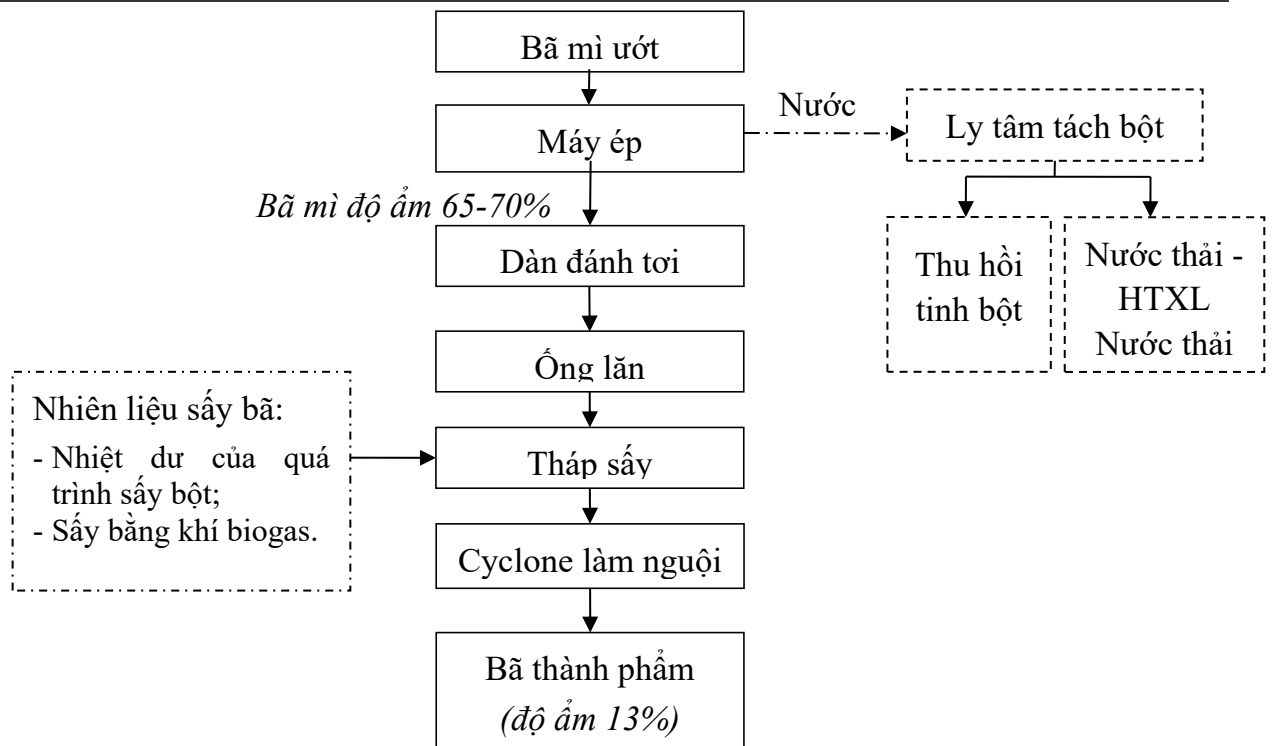 Bã mì ướt
Nước
Máy ép
Ly tâm tách bột
Bã mì độ ẩm 65-70%
Dàn đánh tơi
Thu hồi
tinh bột
Nước thải -
HTXL
Nước thải
Ống lăn
Nhiên liệu sấy bã:
- Nhiệt dư của quá
trình sấy bột;
- Sấy bằng khí biogas.
Tháp sấy
Cyclone làm nguội
Bã thành phẩm
(độ ẩm 13%)